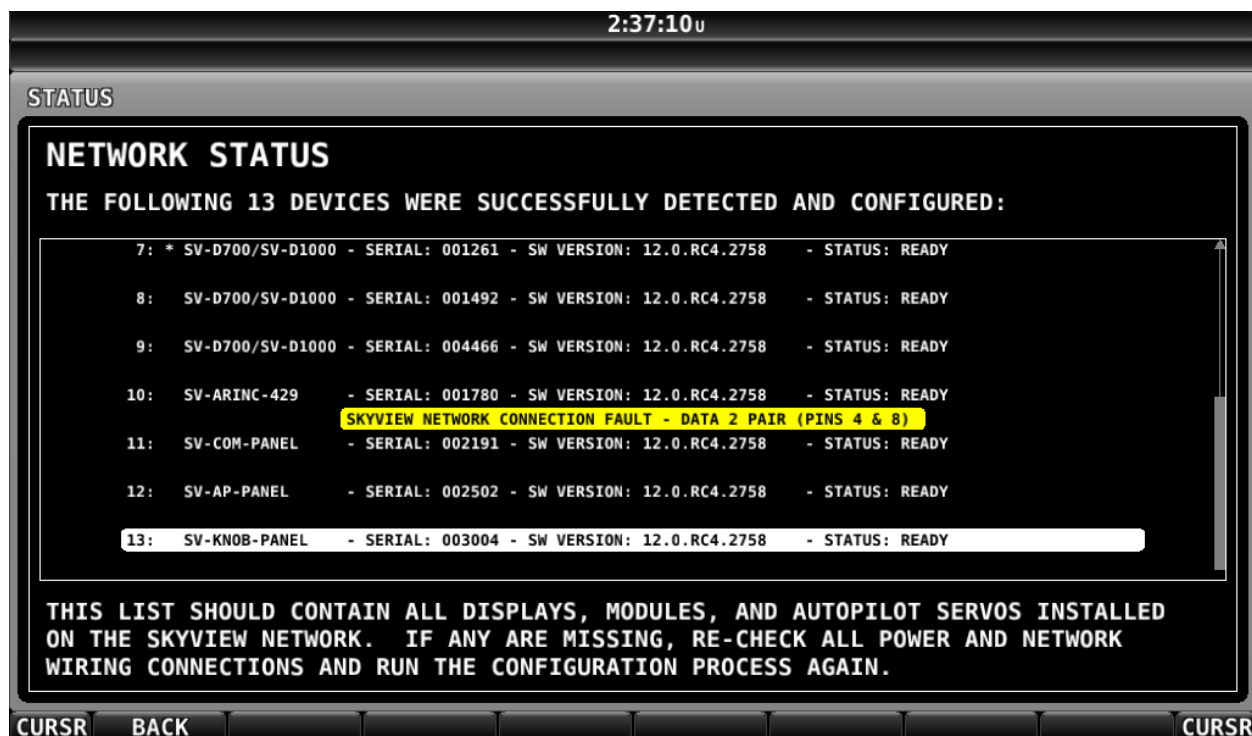 2:37:10U
STATUS
NETWORK STATUS
THE FOLLOWING 13 DEVICES WERE SUCCESSFULLY DETECTED AND CONFIGURED:
7: * SV-D700/SV-D1000 - SERIAL: 001261 - SW VERSION: 12.0.RC4.2758 - STATUS: READY
8: SV-D700/SV-D1000 - SERIAL: 001492 - SW VERSION: 12.0.RC4.2758 - STATUS: READY
9: SV-D700/SV-D1000 - SERIAL: 004466 - SW VERSION: 12.0.RC4.2758 - STATUS: READY
10: SV-ARINC-429 - SERIAL: 001780 - SW VERSION: 12.0.RC4.2758 - STATUS: READY
SKYVIEW NETWORK CONNECTION FAULT - DATA 2 PAIR (PINS 4 & 8)
11: SV-COM-PANEL - SERIAL: 002191 - SW VERSION: 12.0.RC4.2758 - STATUS: READY
12: SV-AP-PANEL - SERIAL: 002502 - SW VERSION: 12.0.RC4.2758 - STATUS: READY
13: SV-KNOB-PANEL - SERIAL: 003004 - SW VERSION: 12.0.RC4.2758 - STATUS: READY
THIS LIST SHOULD CONTAIN ALL DISPLAYS, MODULES, AND AUTOPILOT SERVOS INSTALLED
ON THE SKYVIEW NETWORK. IF ANY ARE MISSING, RE-CHECK ALL POWER AND NETWORK
WIRING CONNECTIONS AND RUN THE CONFIGURATION PROCESS AGAIN.
CURSR BACK CURSR